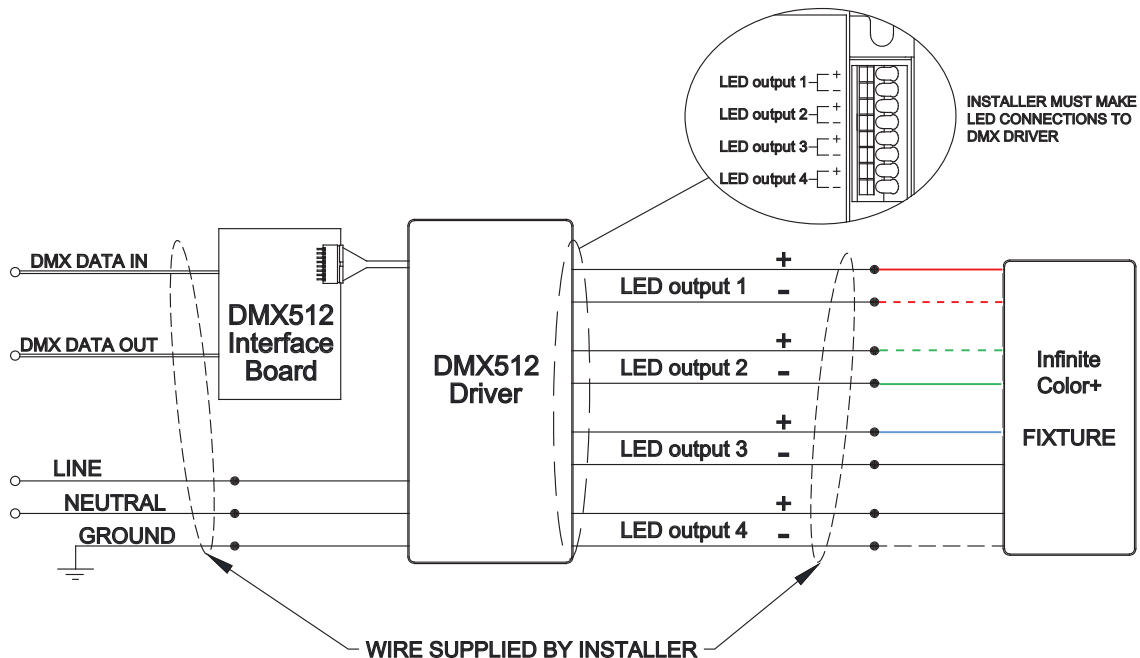 LED output 1
+
-
LED output 2
+
-
LED output 3
+
-
LED output 4
+
-
INSTALLER MUST MAKE
LED CONNECTIONS TO
DMX DRIVER
DMX DATA IN
DMX DATA OUT
DMX512
Interface
Board
LINE
NEUTRAL
GROUND
DMX512
Driver
+
LED output 1
-
+
LED output 2
-
+
LED output 3
-
+
LED output 4
-
Infinite
Color+
FIXTURE
WIRE SUPPLIED BY INSTALLER